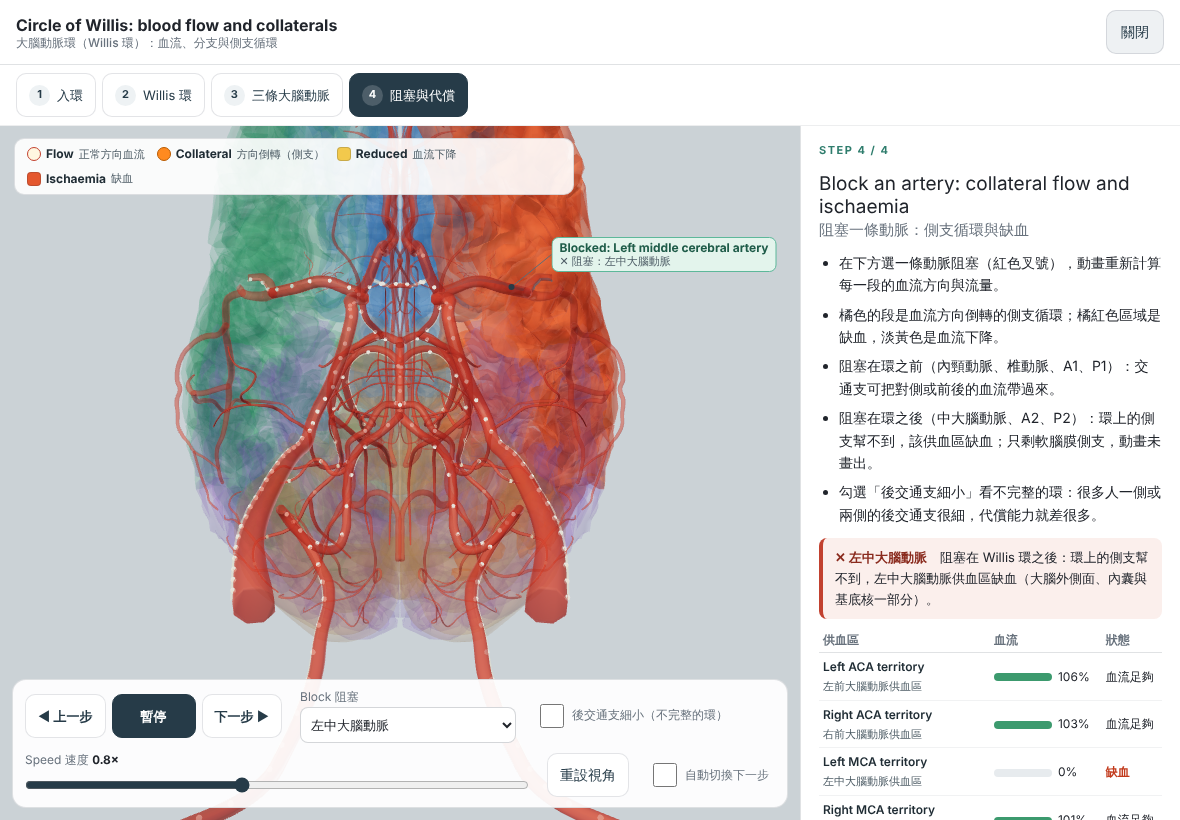 Circle of Willis: blood flow and collaterals
大腦動脈環（Willis 環）：血流、分支與側支循環
關閉
1 入環
2 Willis 環
3 三條大腦動脈
4 阻塞與代償
Flow 正常方向血流
Collateral 方向倒轉（側支）
Reduced 血流下降
Ischaemia 缺血
Blocked: Left middle cerebral artery
✕ 阻塞：左中大腦動脈
◀ 上一步
暫停
下一步 ▶
Block 阻塞
左中大腦動脈
後交通支細小（不完整的環）
Speed 速度 0.8×
重設視角
自動切換下一步
STEP 4 / 4
Block an artery: collateral flow and
ischaemia
阻塞一條動脈：側支循環與缺血
在下方選一條動脈阻塞（紅色叉號），動畫重新計算
每一段的血流方向與流量。
橘色的段是血流方向倒轉的側支循環；橘紅色區域是
缺血，淡黃色是血流下降。
阻塞在環之前（內頸動脈、椎動脈、A1、P1）：交
通支可把對側或前後的血流帶過來。
阻塞在環之後（中大腦動脈、A2、P2）：環上的側
支幫不到，該供血區缺血；只剩軟腦膜側支，動畫未
畫出。
勾選「後交通支細小」看不完整的環：很多人一側或
兩側的後交通支很細，代償能力就差很多。
✕ 左中大腦動脈 阻塞在 Willis 環之後：環上的側支幫
不到，左中大腦動脈供血區缺血（大腦外側面、內囊與
基底核一部分）。
供血區 血流 狀態
Left ACA territory
左前大腦動脈供血區
106% 血流足夠
Right ACA territory
右前大腦動脈供血區
103% 血流足夠
Left MCA territory
左中大腦動脈供血區
0% 缺血
Right MCA territory
101% 血流足夠